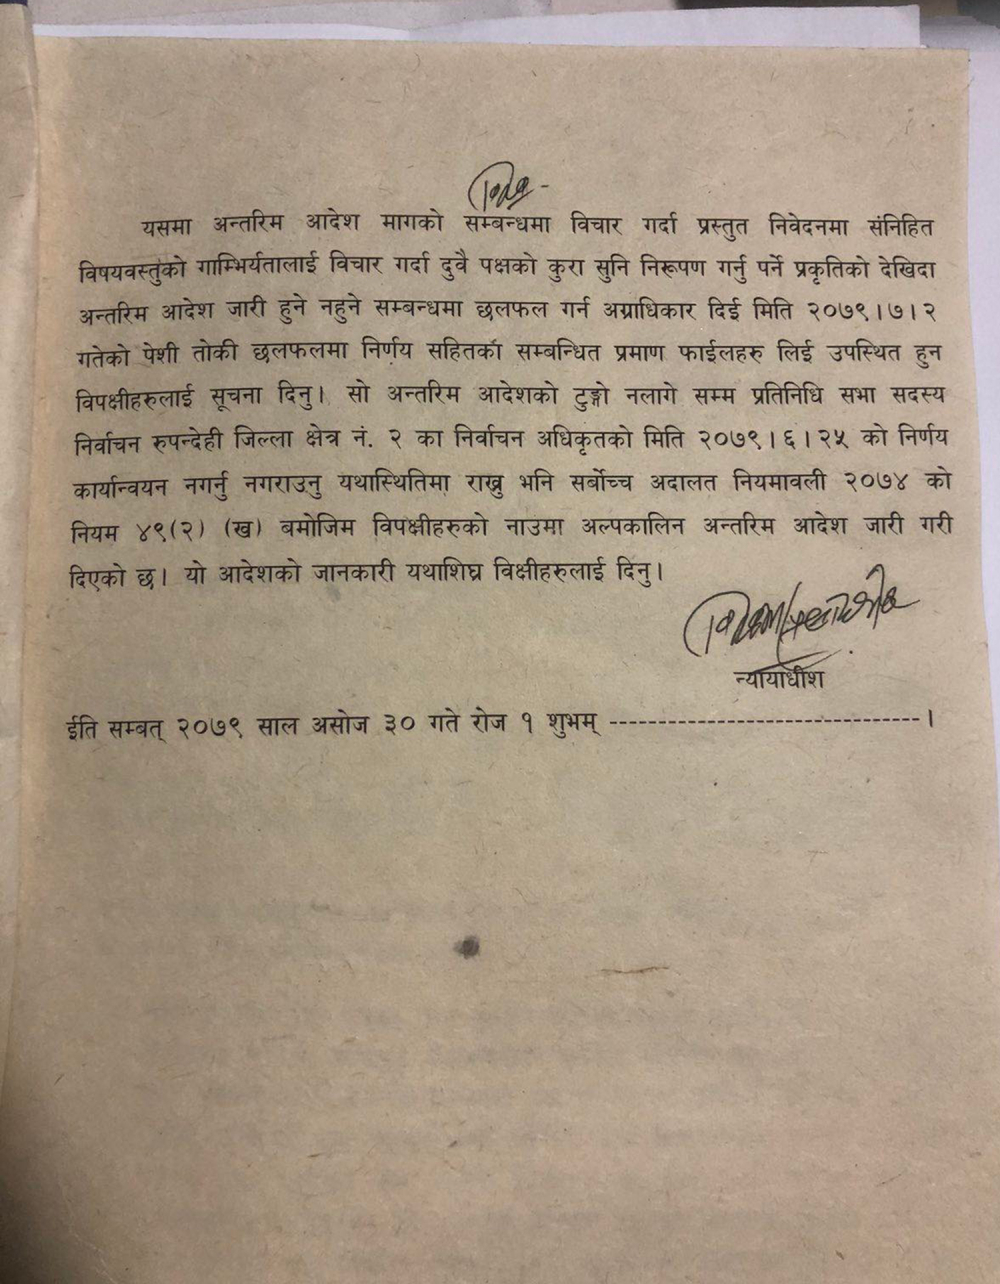 यसमा अन्तरिम आदेश मागको सम्बन्धमा विचार गर्दा प्रस्तुत निवेदनमा संनिहित
विषयवस्तुको गाम्भिर्यतालाई विचार गर्दा दुवै पक्षको कुरा सुनि निरूपण गर्नु पर्ने प्रकृतिको देखिदा
अन्तरिम आदेश जारी हुने नहुने सम्बन्धमा छलफल गर्न अग्राधिकार दिई मिति २०७९।७।२
गतेको पेशी तोकी छलफलमा निर्णय सहितका सम्बन्धित प्रमाण फाईलहरु लिई उपस्थित हुन
विपक्षीहरुलाई सूचना दिनु। सो अन्तरिम आदेशको टुङ्गो नलागे सम्म प्रतिनिधि सभा सदस्य
निर्वाचन रुपन्देही जिल्ला क्षेत्र नं. २ का निर्वाचन अधिकृतको मिति २०७९।६।२५ को निर्णय
कार्यान्वयन नगर्नु नगराउनु यथास्थितिमा राख्नु भनि सर्बोच्च अदालत नियमावली २०७४ को
नियम ४९(२) (ख) बमोजिम विपक्षीहरुको नाउमा अल्पकालिन अन्तरिम आदेश जारी गरी
दिएको छ। यो आदेशको जानकारी यथाशिघ्र विक्षीहरुलाई दिनु।
न्यायाधीश
ईति सम्बत् २०७९ साल असोज ३० गते रोज १ शुभम् --------------------------------।